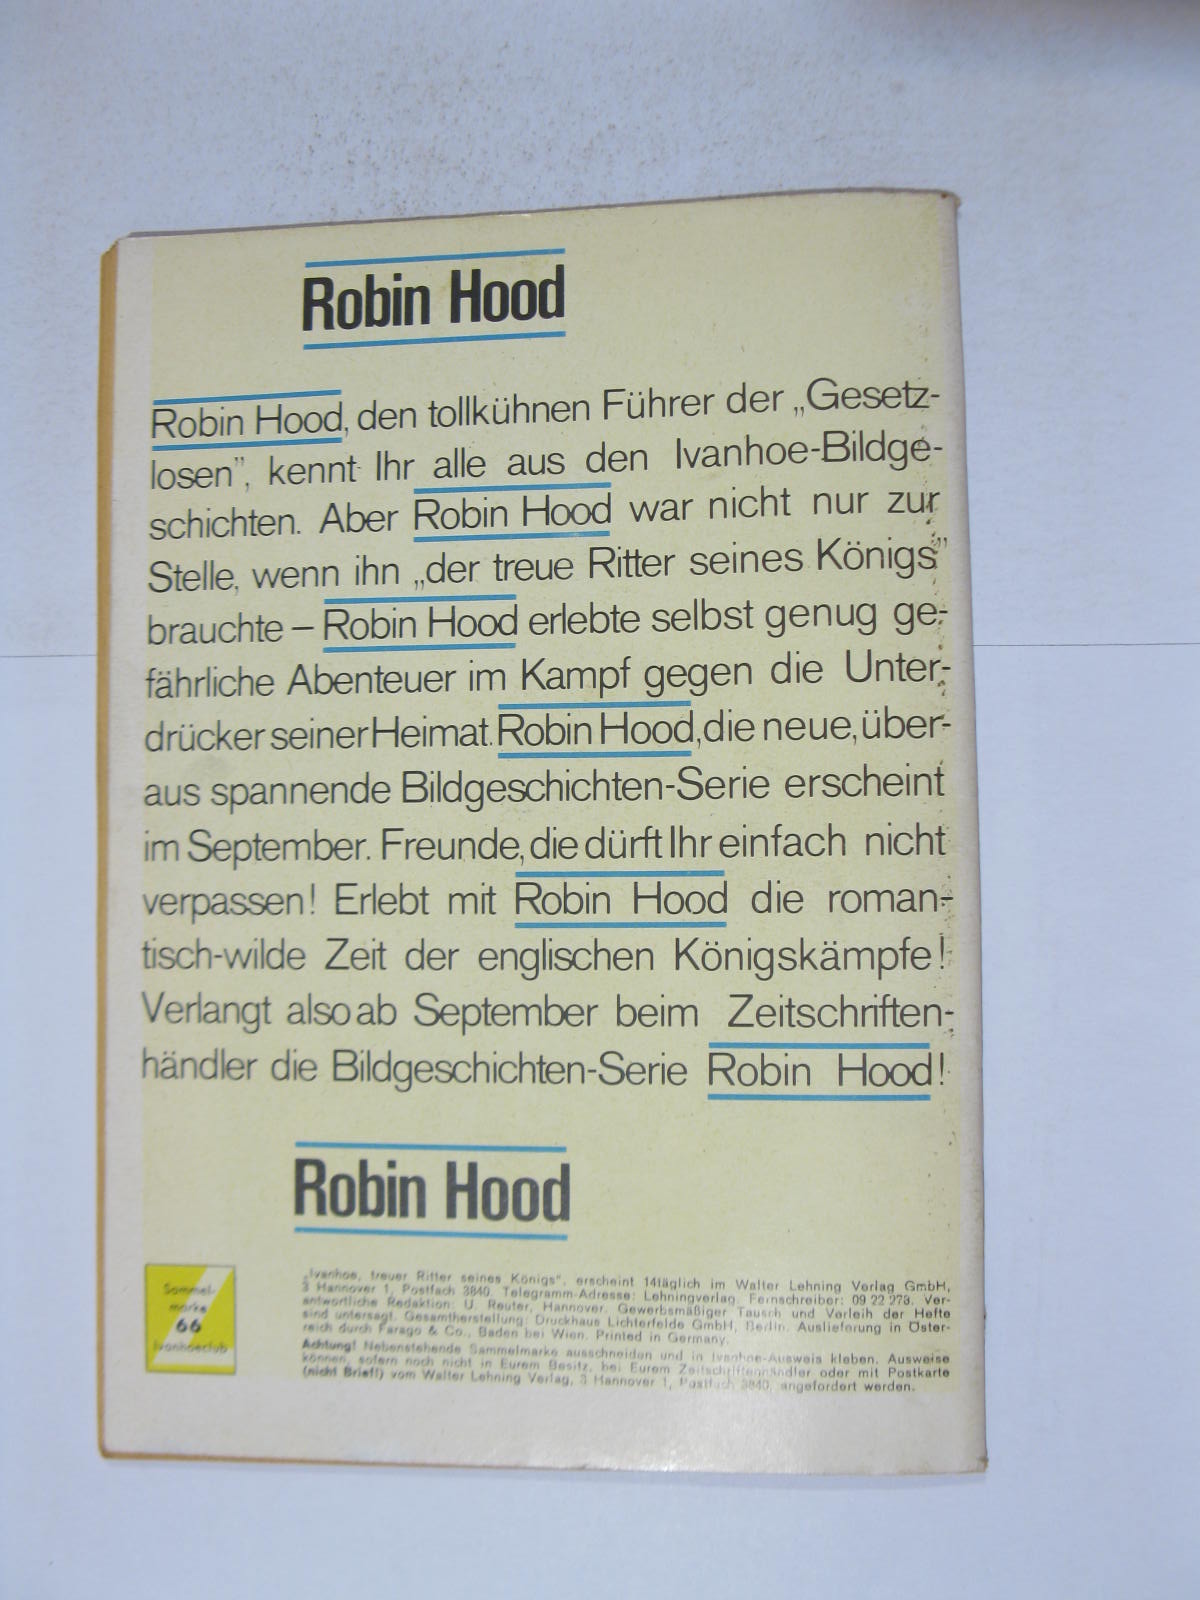 Robin Hood
Robin Hood, den tollkühnen Führer der „Gesetz-
losen”, kennt Ihr alle aus den Ivanhoe-Bildge-
schichten. Aber Robin Hood war nicht nur zur
Stelle, wenn ihn „der treue Ritter seines Königs”
brauchte – Robin Hood erlebte selbst genug ge-
fährliche Abenteuer im Kampf gegen die Unter-
drücker seiner Heimat. Robin Hood, die neue, über-
aus spannende Bildgeschichten-Serie erscheint
im September. Freunde, die dürft Ihr einfach nicht
verpassen! Erlebt mit Robin Hood die roman-
tisch-wilde Zeit der englischen Königskämpfe!
Verlangt also ab September beim Zeitschriften-
händler die Bildgeschichten-Serie Robin Hood!
Robin Hood
Sammel-
marke
66
Ivanhoeclub
„Ivanhoe, treuer Ritter seines Königs“, erscheint 14täglich im Walter Lehning Verlag GmbH,
3 Hannover 1, Postfach 3840. Telegramm-Adresse: Lehningverlag. Fernschreiber: 09 22 273. Ver-
antwortliche Redaktion: U. Reuter, Hannover. Gewerbsmäßiger Tausch und Verleih der Hefte
sind untersagt. Gesamtherstellung: Druckhaus Lichterfelde GmbH, Berlin. Auslieferung in Öster-
reich durch Farago & Co., Baden bei Wien. Printed in Germany.
Achtung! Nebenstehende Sammelmarke ausschneiden und in Ivanhoe-Ausweis kleben. Ausweise
können, sofern noch nicht in Eurem Besitz, bei Eurem Zeitschriftenhändler oder mit Postkarte
(nicht Brief!) vom Walter Lehning Verlag, 3 Hannover 1, Postfach 3840, angefordert werden.